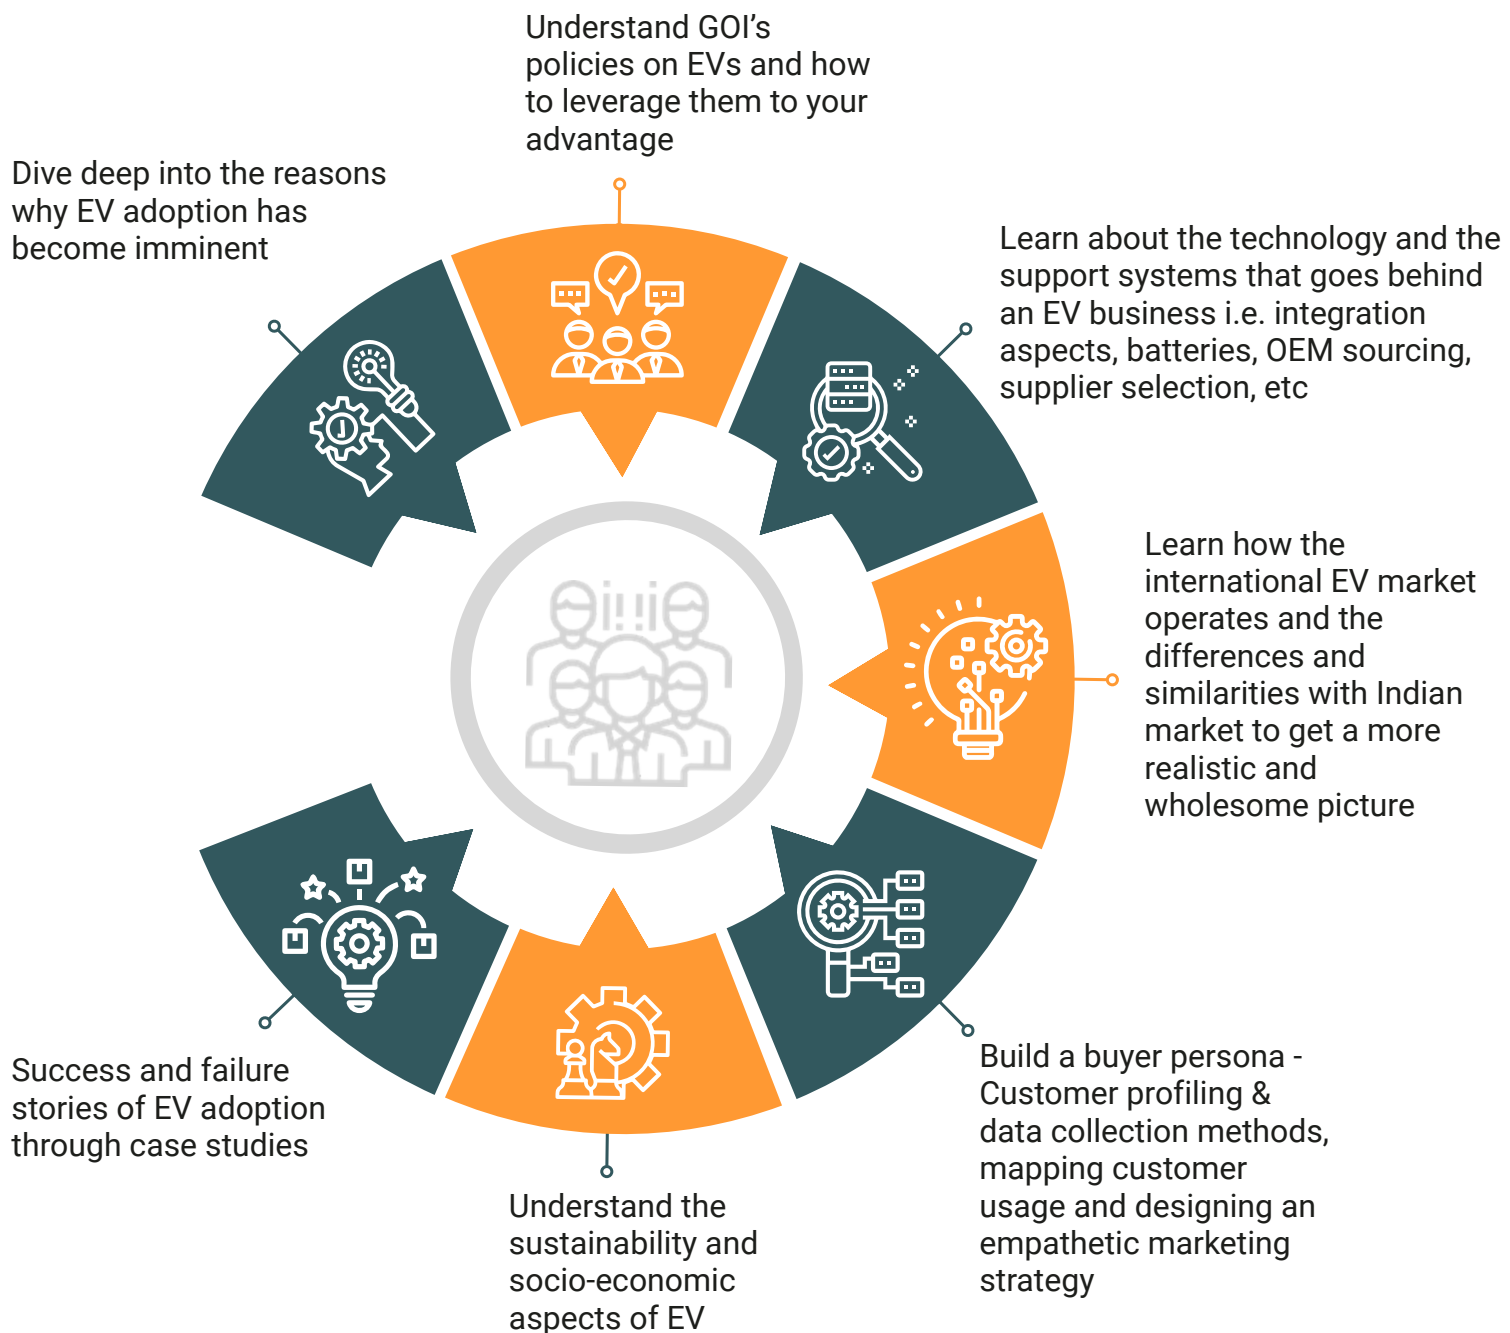 Understand GOI’s
policies on EVs and how
to leverage them to your
advantage
Dive deep into the reasons
why EV adoption has
become imminent
Learn about the technology and the
support systems that goes behind
an EV business i.e. integration
aspects, batteries, OEM sourcing,
supplier selection, etc
Learn how the
international EV market
operates and the
differences and
similarities with Indian
market to get a more
realistic and
wholesome picture
Build a buyer persona -
Customer profiling &
data collection methods,
mapping customer
usage and designing an
empathetic marketing
strategy
Understand the
sustainability and
socio-economic
aspects of EV
Success and failure
stories of EV adoption
through case studies